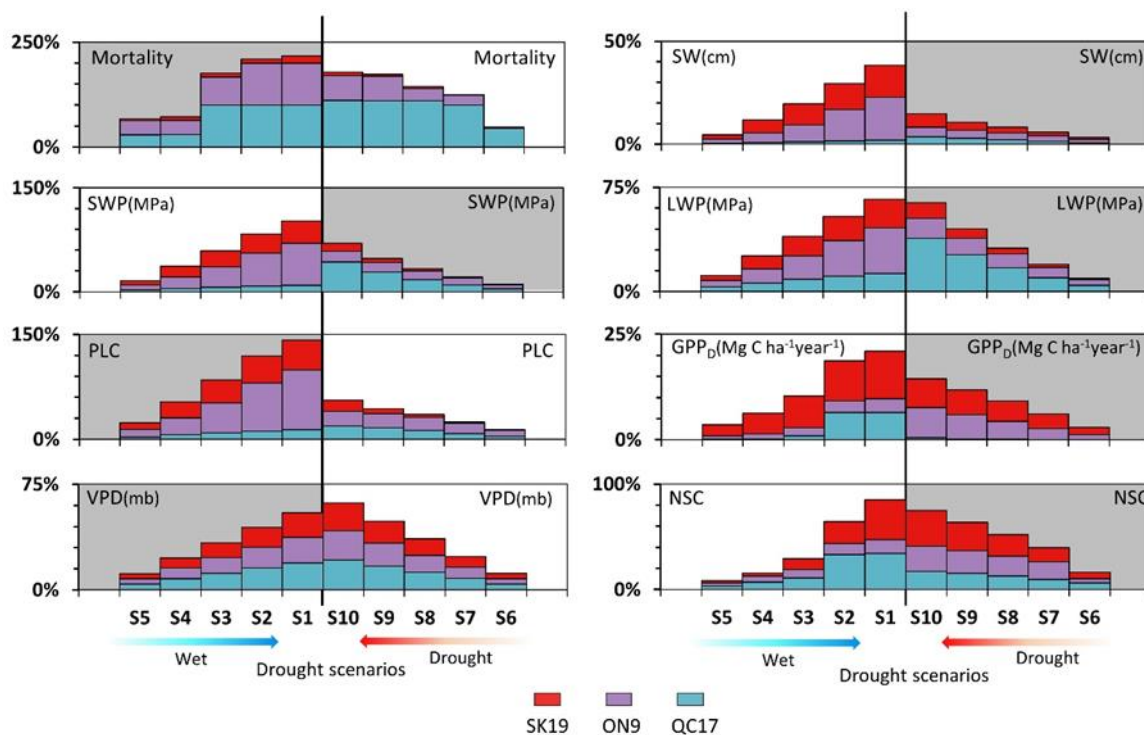 250%
Mortality
Mortality
0%
50%
SW(cm)
SW(cm)
0%
150%
SWP(MPa)
SWP(MPa)
0%
75%
LWP(MPa)
LWP(MPa)
0%
150%
PLC
PLC
0%
25%
GPP_D(Mg C ha⁻¹year⁻¹)
GPP_D(Mg C ha⁻¹year⁻¹)
0%
75%
VPD(mb)
VPD(mb)
0%
100%
NSC
NSC
0%
S5 S4 S3 S2 S1 S10 S9 S8 S7 S6
Wet
Drought
Drought scenarios
S5 S4 S3 S2 S1 S10 S9 S8 S7 S6
Wet
Drought
Drought scenarios
SK19 ON9 QC17